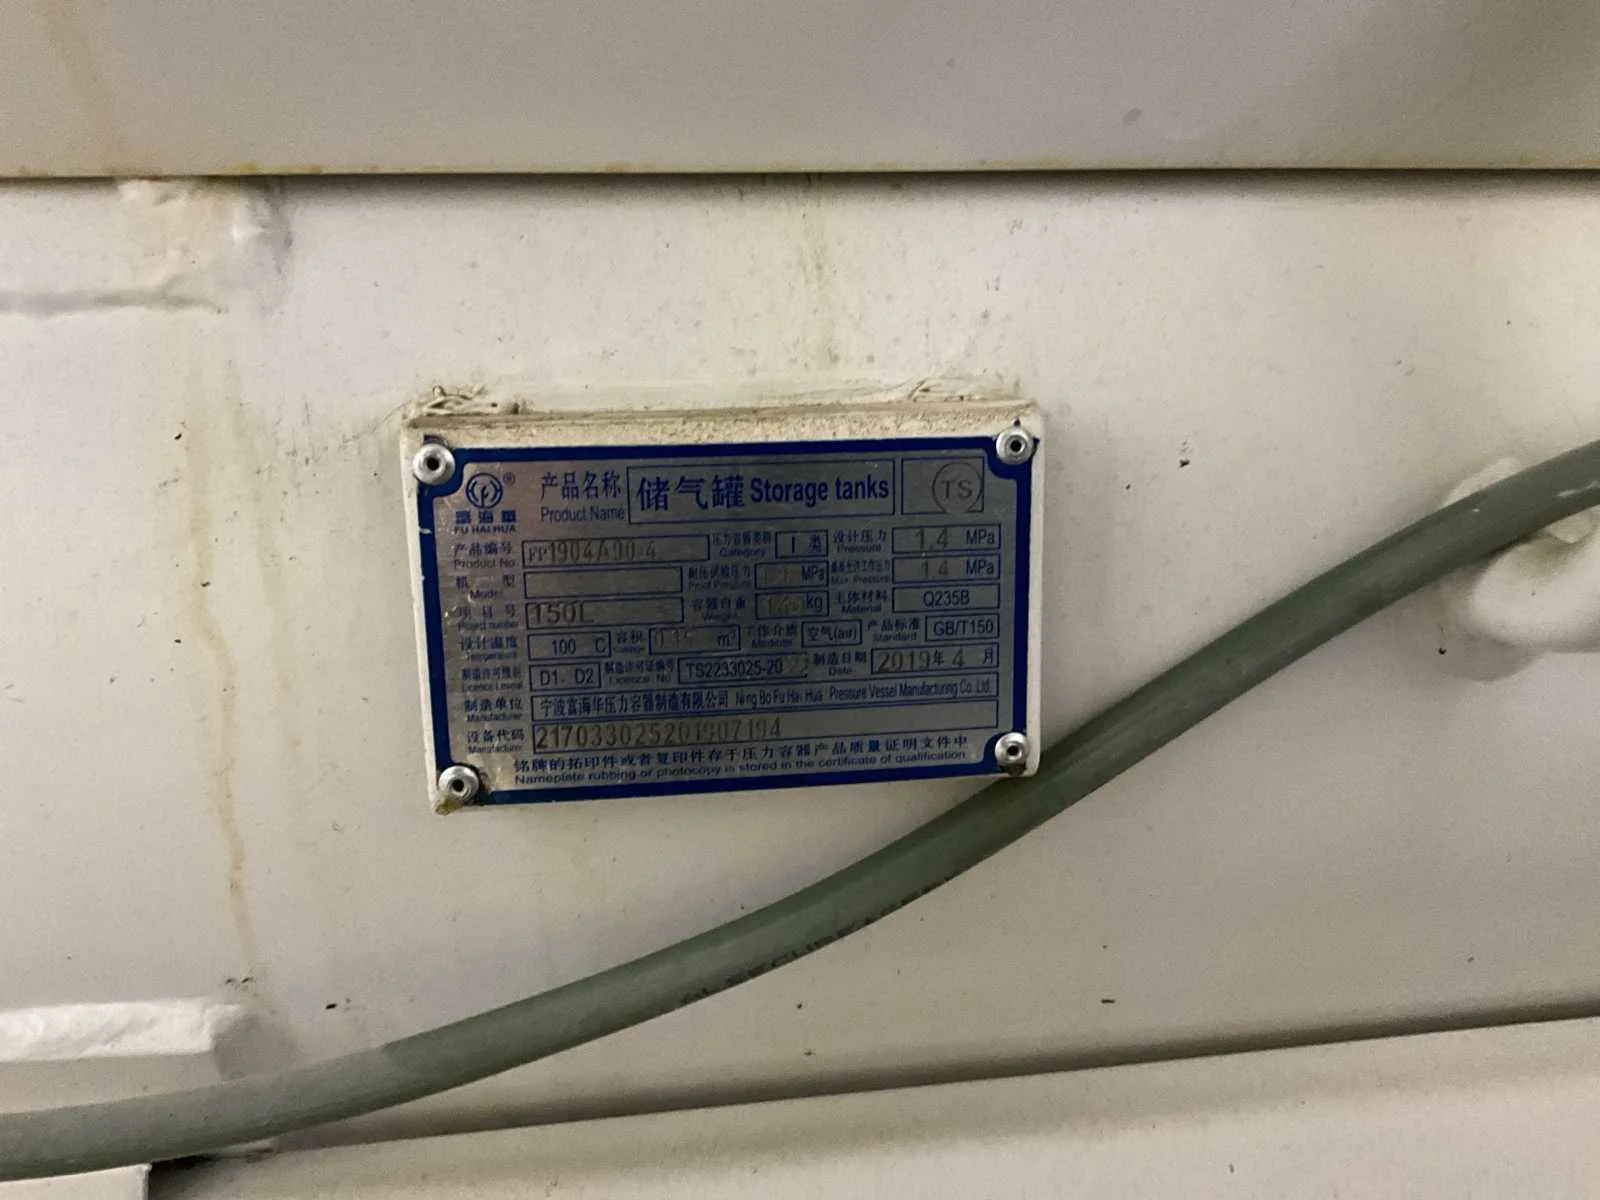 富海華®
FU HAI HUA
产品名称 储气罐 Storage tanks TS
Product Name
产品编号 压力容器类别 I 类 设计压力 1.4 MPa
Product No Category Pressure
机 型 耐压试验压力 MPa 最高允许工作压力 1.4 MPa
Model Proof Pressure Max. Pressure
项目号 150L 容器自重 kg 主体材料 Q235B
Project number Weight Material
设计温度 100 C 容积 m³ 工作介质 空气(air) 产品标准 GB/T150
Medium Standard
制造许可级别 D1、D2 制造许可证编号 TS2233025-20 制造日期 2019年 4 月
Licence Level Licence. No Date
制造单位 宁波富海华压力容器制造有限公司 Ning Bo Fu Hai Hua Pressure Vessel Manufacturing Co. Ltd.
Manufacturer
设备代码 217033025201907194
Manufacturer
铭牌的拓印件或者复印件存于压力容器产品质量证明文件中
Nameplate rubbing of photocopy is stored in the certificate of qualification